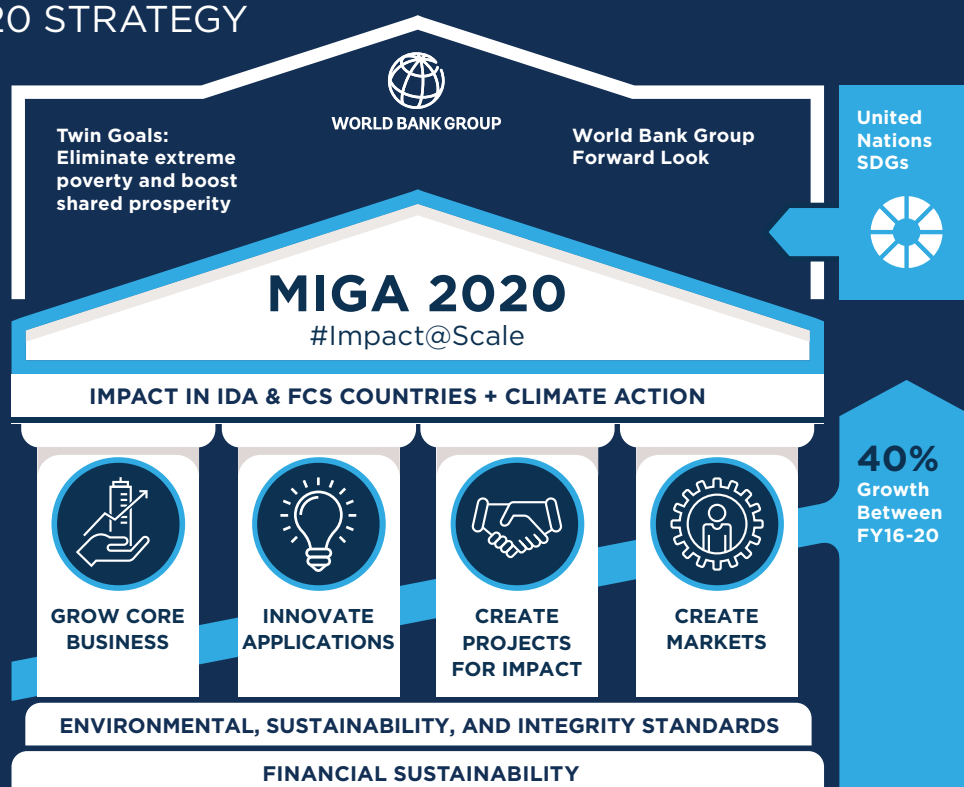 20 STRATEGY
WORLD BANK GROUP
Twin Goals:
Eliminate extreme
poverty and boost
shared prosperity
World Bank Group
Forward Look
United
Nations
SDGs
MIGA 2020
#Impact@Scale
IMPACT IN IDA & FCS COUNTRIES + CLIMATE ACTION
40%
Growth
Between
FY16-20
GROW CORE
BUSINESS
INNOVATE
APPLICATIONS
CREATE
PROJECTS
FOR IMPACT
CREATE
MARKETS
ENVIRONMENTAL, SUSTAINABILITY, AND INTEGRITY STANDARDS
FINANCIAL SUSTAINABILITY